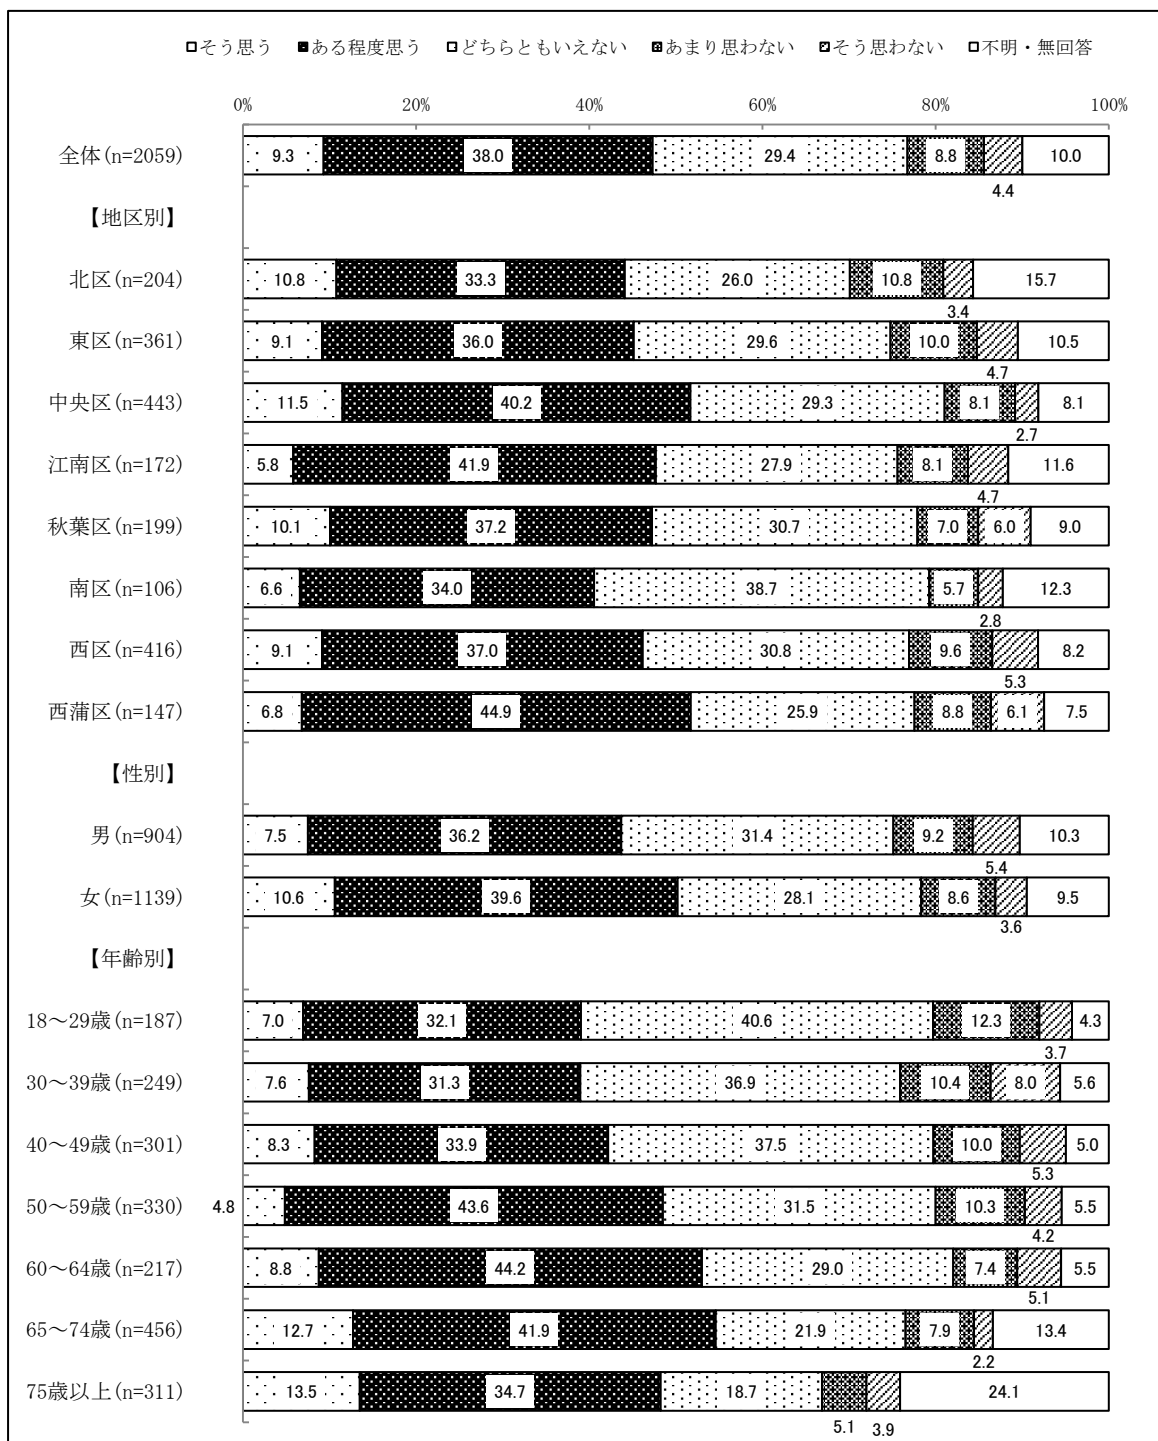 そう思う ある程度思う どちらともいえない あまり思わない そう思わない 不明・無回答
0% 20% 40% 60% 80% 100%
全体(n=2059) 9.3 38.0 29.4 8.8 10.0
4.4
【地区別】
北区(n=204) 10.8 33.3 26.0 10.8 15.7
3.4
東区(n=361) 9.1 36.0 29.6 10.0 10.5
4.7
中央区(n=443) 11.5 40.2 29.3 8.1 8.1
2.7
江南区(n=172) 5.8 41.9 27.9 8.1 11.6
4.7
秋葉区(n=199) 10.1 37.2 30.7 7.0 6.0 9.0
南区(n=106) 6.6 34.0 38.7 5.7 12.3
2.8
西区(n=416) 9.1 37.0 30.8 9.6 8.2
5.3
西蒲区(n=147) 6.8 44.9 25.9 8.8 6.1 7.5
【性別】
男(n=904) 7.5 36.2 31.4 9.2 10.3
5.4
女(n=1139) 10.6 39.6 28.1 8.6 9.5
3.6
【年齢別】
18～29歳(n=187) 7.0 32.1 40.6 12.3 4.3
3.7
30～39歳(n=249) 7.6 31.3 36.9 10.4 8.0 5.6
40～49歳(n=301) 8.3 33.9 37.5 10.0 5.0
5.3
50～59歳(n=330) 4.8 43.6 31.5 10.3 5.5
4.2
60～64歳(n=217) 8.8 44.2 29.0 7.4 5.5
5.1
65～74歳(n=456) 12.7 41.9 21.9 7.9 13.4
2.2
75歳以上(n=311) 13.5 34.7 18.7 24.1
5.1 3.9